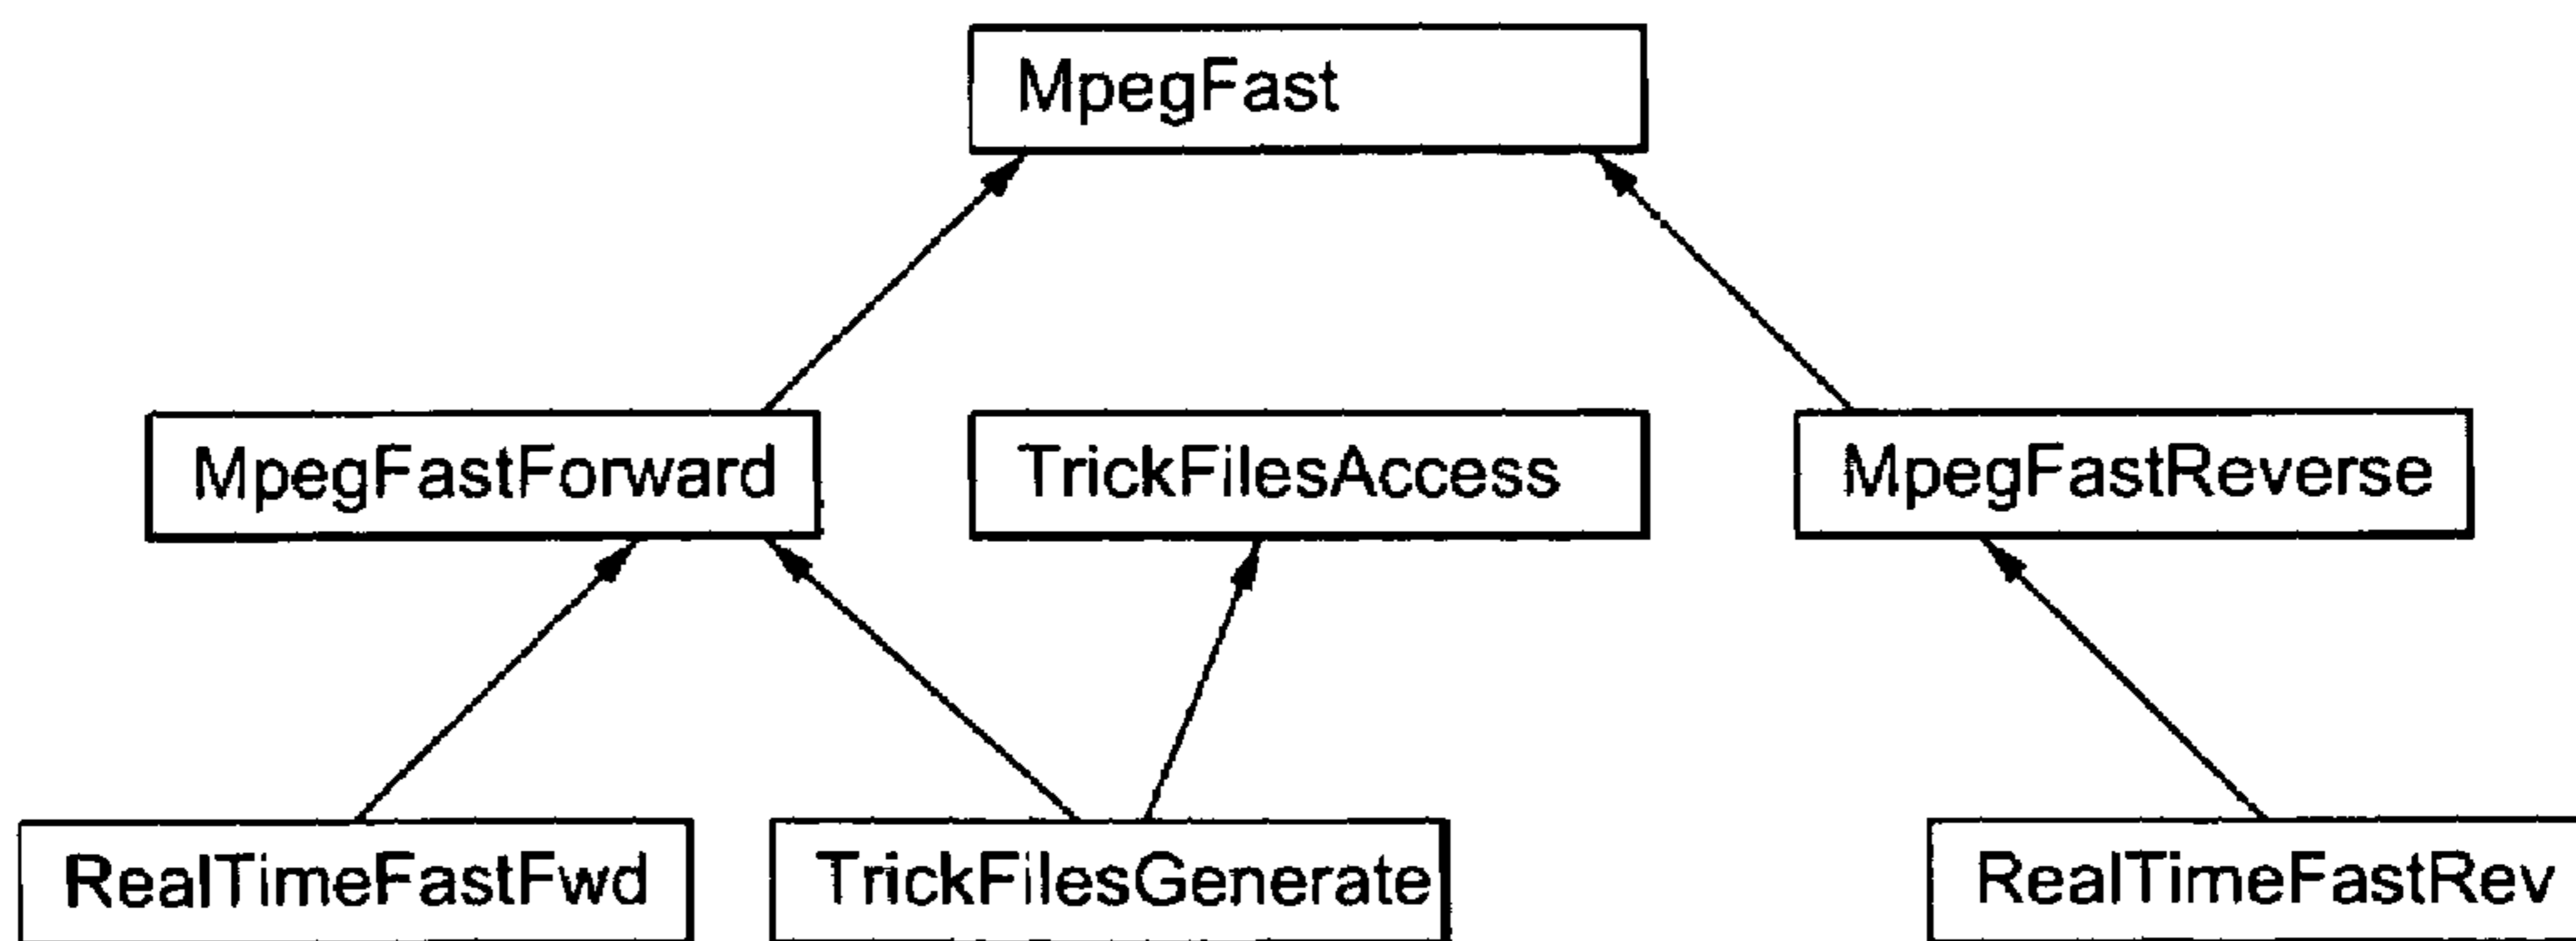 MpegFast
MpegFastForward
TrickFilesAccess
MpegFastReverse
RealTimeFastFwd
TrickFilesGenerate
RealTimeFastRev